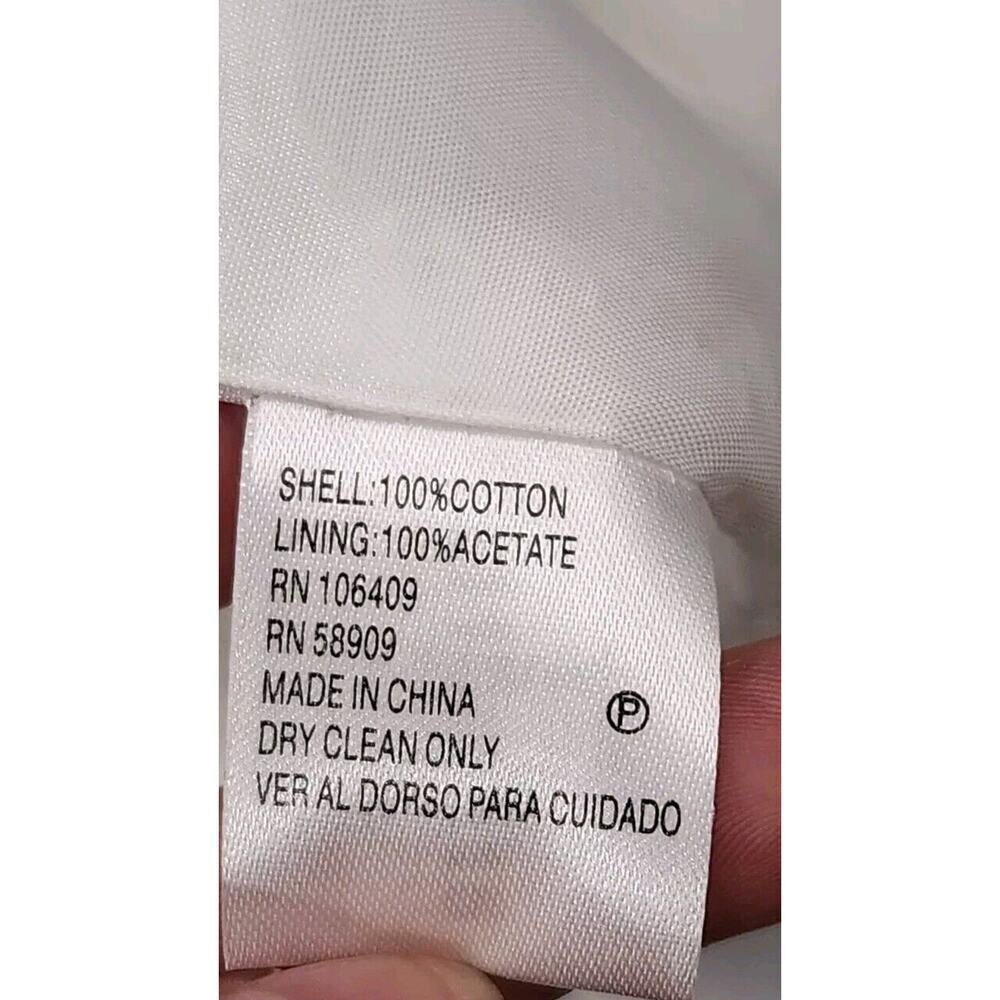 SHELL:100%COTTON
LINING:100%ACETATE
RN 106409
RN 58909
MADE IN CHINA
Ⓟ
DRY CLEAN ONLY
VER AL DORSO PARA CUIDADO